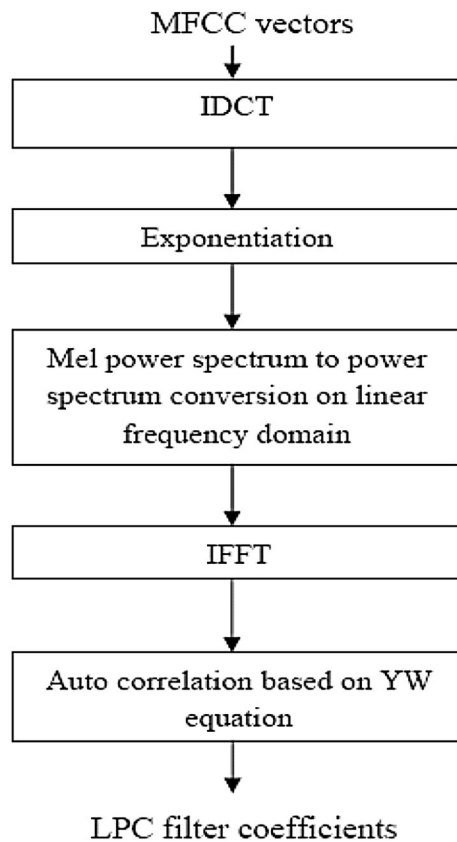 MFCC vectors
IDCT
Exponentiation
Mel power spectrum to power
spectrum conversion on linear
frequency domain
IFFT
Auto correlation based on YW
equation
LPC filter coefficients